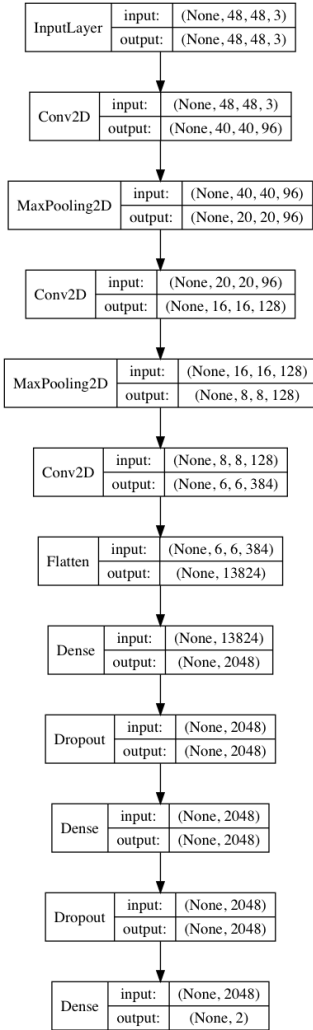 InputLayer
input: (None, 48, 48, 3)
output: (None, 48, 48, 3)
Conv2D
input: (None, 48, 48, 3)
output: (None, 40, 40, 96)
MaxPooling2D
input: (None, 40, 40, 96)
output: (None, 20, 20, 96)
Conv2D
input: (None, 20, 20, 96)
output: (None, 16, 16, 128)
MaxPooling2D
input: (None, 16, 16, 128)
output: (None, 8, 8, 128)
Conv2D
input: (None, 8, 8, 128)
output: (None, 6, 6, 384)
Flatten
input: (None, 6, 6, 384)
output: (None, 13824)
Dense
input: (None, 13824)
output: (None, 2048)
Dropout
input: (None, 2048)
output: (None, 2048)
Dense
input: (None, 2048)
output: (None, 2048)
Dropout
input: (None, 2048)
output: (None, 2048)
Dense
input: (None, 2048)
output: (None, 2)